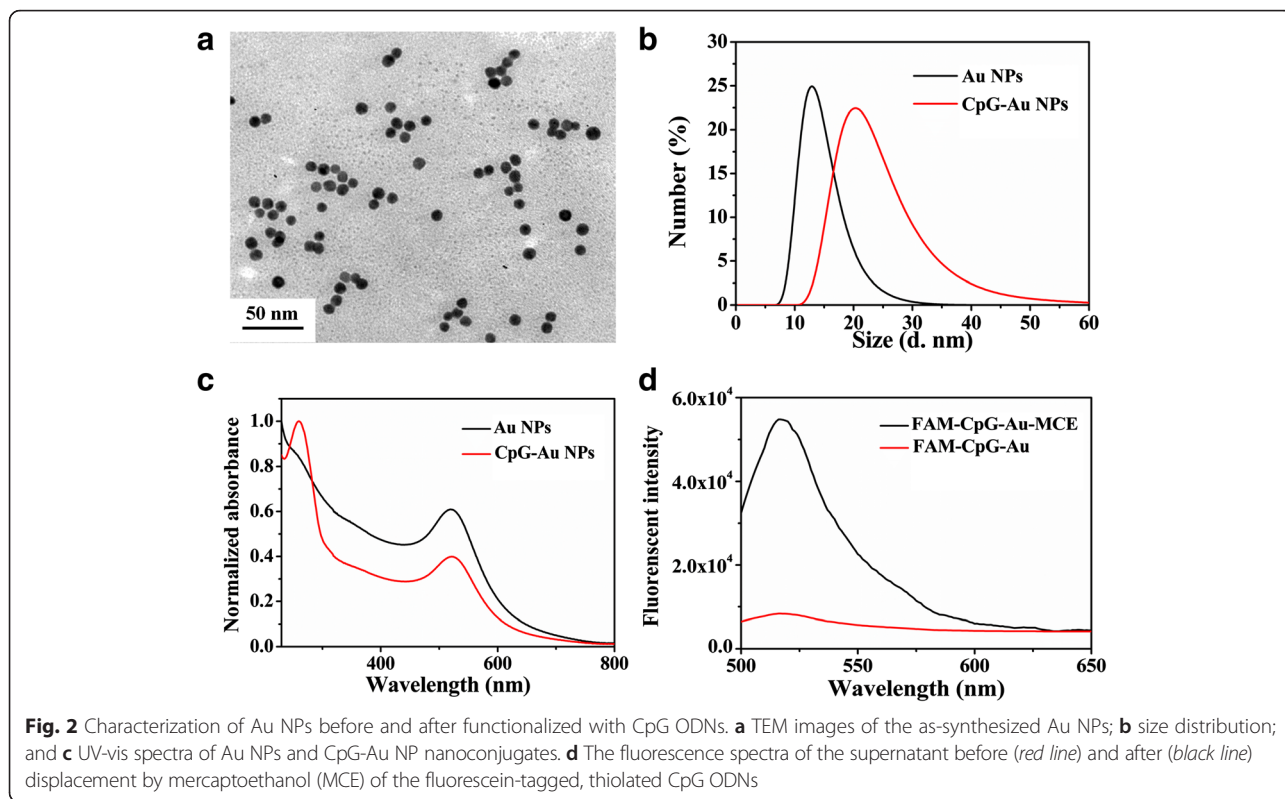 a
50 nm
b
30
25
20
15
10
5
0
Number (%)
Au NPs
CpG-Au NPs
0 10 20 30 40 50 60
Size (d. nm)
c
1.0
0.8
0.6
0.4
0.2
0.0
Normalized absorbance
Au NPs
CpG-Au NPs
400 600 800
Wavelength (nm)
d
6.0x10⁴
4.0x10⁴
2.0x10⁴
0.0
Fluorenscent intensity
FAM-CpG-Au-MCE
FAM-CpG-Au
500 550 600 650
Wavelength (nm)
Fig. 2 Characterization of Au NPs before and after functionalized with CpG ODNs. a TEM images of the as-synthesized Au NPs; b size distribution;
and c UV-vis spectra of Au NPs and CpG-Au NP nanoconjugates. d The fluorescence spectra of the supernatant before (red line) and after (black line)
displacement by mercaptoethanol (MCE) of the fluorescein-tagged, thiolated CpG ODNs